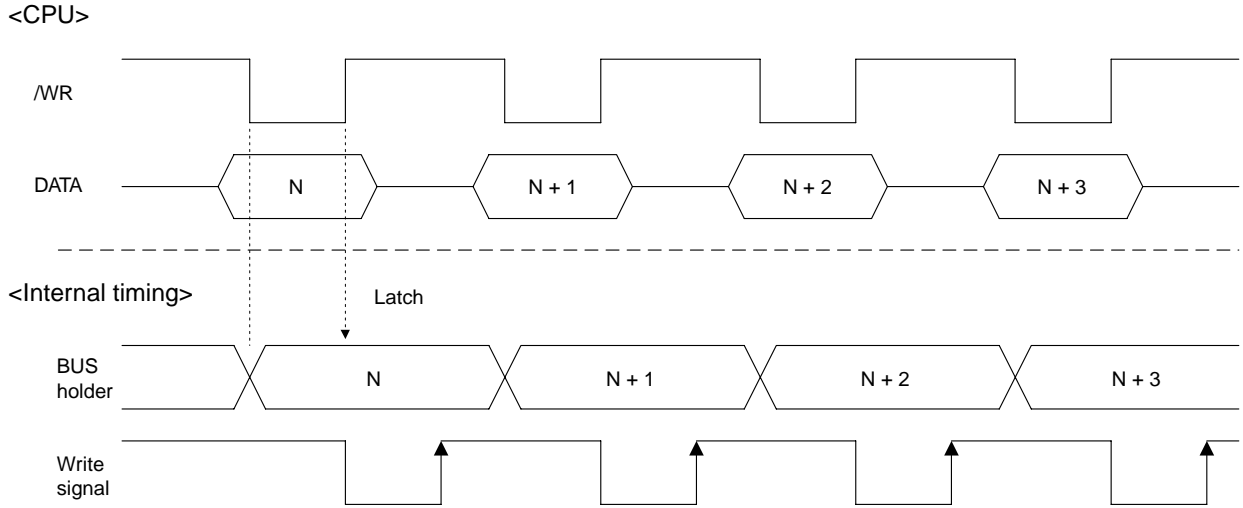 <CPU>
/WR
DATA N N + 1 N + 2 N + 3
<Internal timing>
Latch
BUS
holder N N + 1 N + 2 N + 3
Write
signal